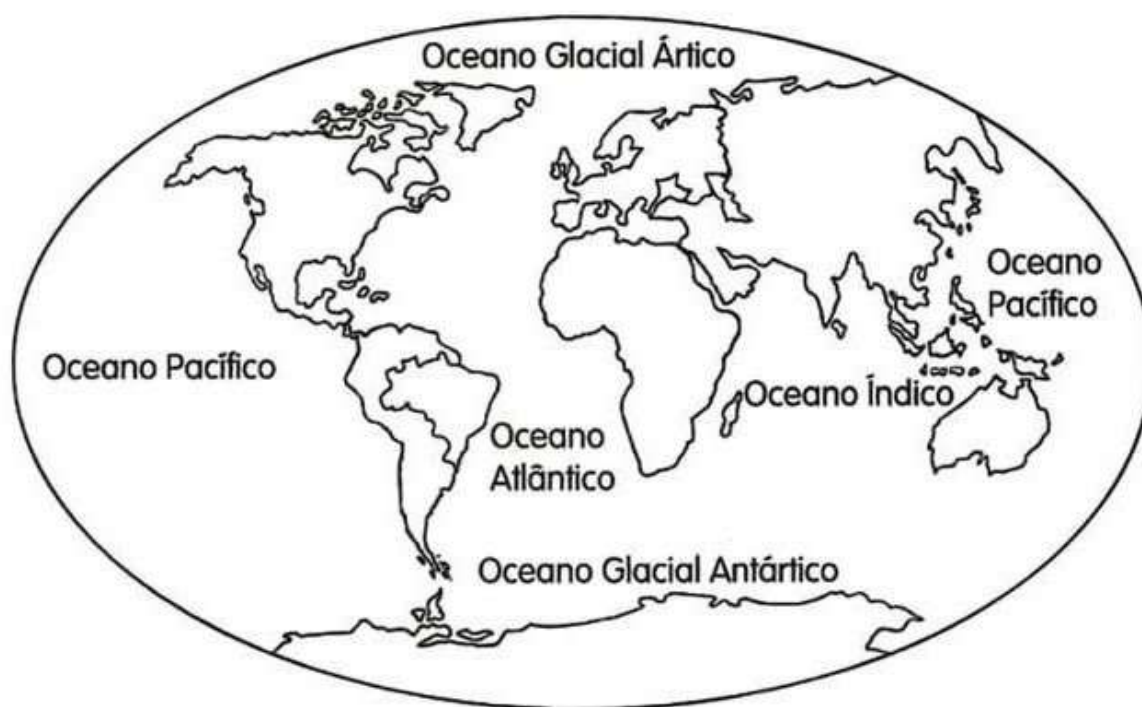 Oceano Glacial Ártico
Oceano
Pacífico
Oceano Pacífico
Oceano Índico
Oceano
Atlântico
Oceano Glacial Antártico